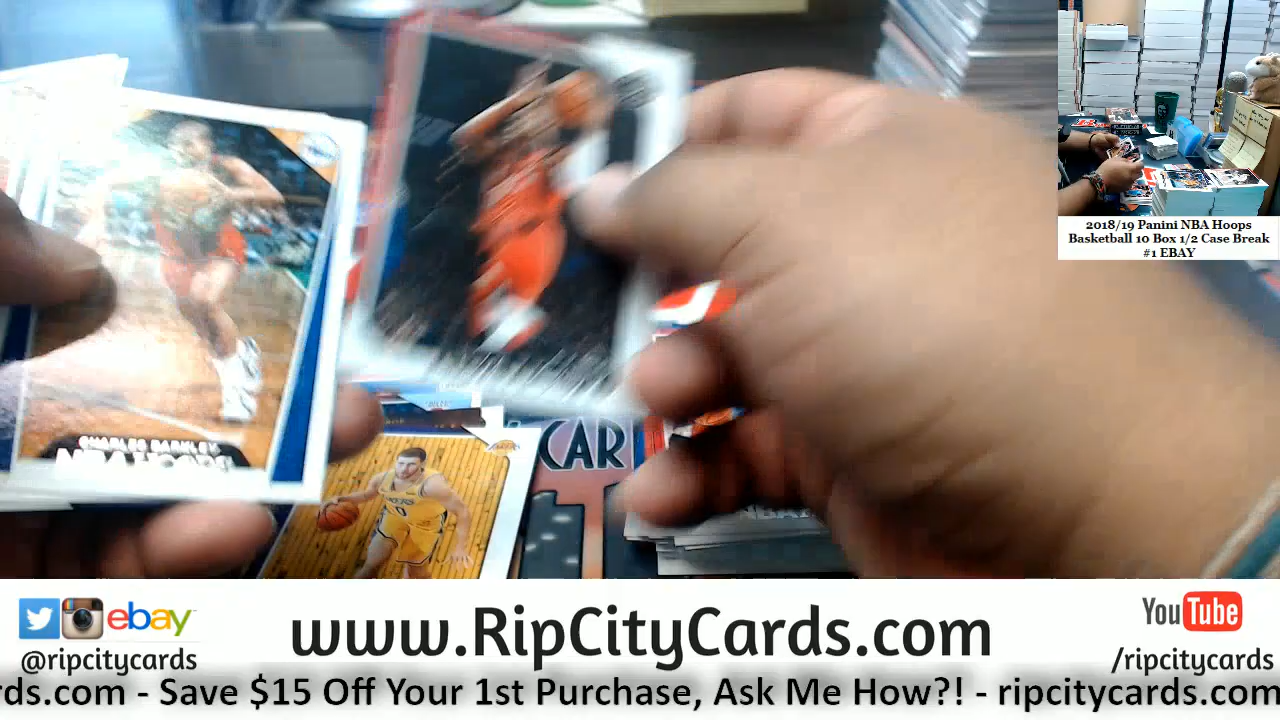 2018/19 Panini NBA Hoops
Basketball 10 Box 1/2 Case Break
#1 EBAY
CHARLES BARKLEY
NBA HOOPS
CAR
0
ebay
@ripcitycards
www.RipCityCards.com
YouTube
/ripcitycards
rds.com - Save $15 Off Your 1st Purchase, Ask Me How?! - ripcitycards.com